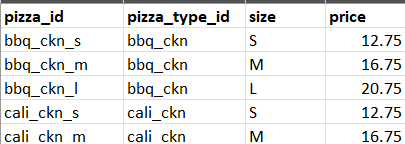 pizza_id pizza_type_id size price
bbq_ckn_s bbq_ckn S 12.75
bbq_ckn_m bbq_ckn M 16.75
bbq_ckn_l bbq_ckn L 20.75
cali_ckn_s cali_ckn S 12.75
cali_ckn_m cali_ckn M 16.75